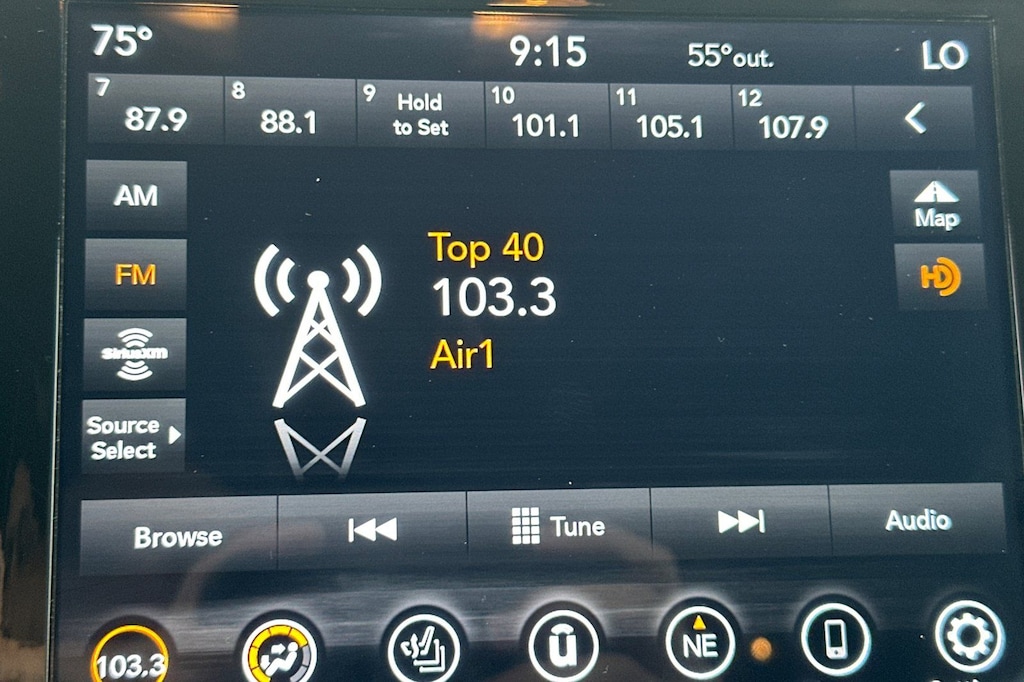 75° 9:15 55° out. LO
7 87.9 8 88.1 9 Hold to Set 10 101.1 11 105.1 12 107.9
AM
FM
SiriusXM
Source
Select
Top 40
103.3
Air1
Map
HD
Browse Tune Audio
103.3 u NE